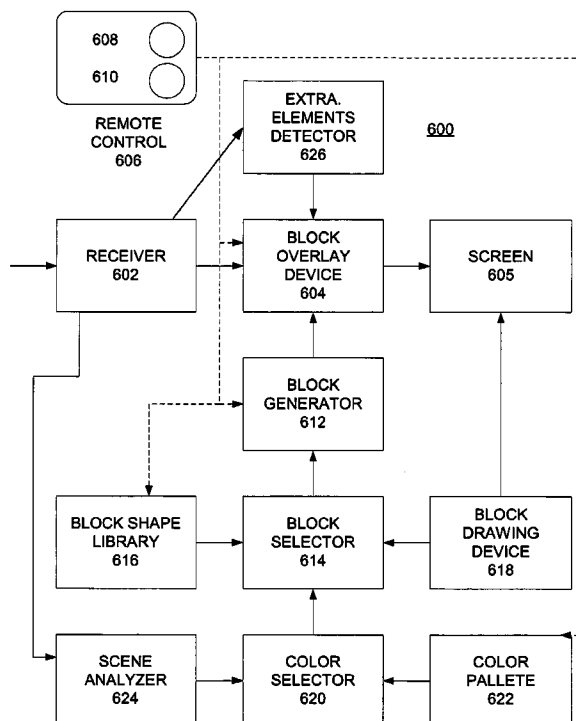 608
610
REMOTE
CONTROL
606
EXTRA.
ELEMENTS
DETECTOR
626
600
RECEIVER
602
BLOCK
OVERLAY
DEVICE
604
SCREEN
605
BLOCK
GENERATOR
612
BLOCK SHAPE
LIBRARY
616
BLOCK
SELECTOR
614
BLOCK
DRAWING
DEVICE
618
SCENE
ANALYZER
624
COLOR
SELECTOR
620
COLOR
PALLETE
622